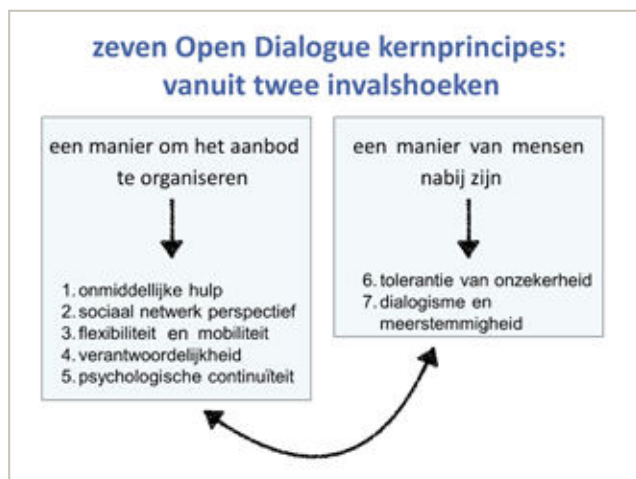 zeven Open Dialogue kernprincipes:
vanuit twee invalshoeken
een manier om het aanbod
te organiseren
1. onmiddellijke hulp
2. sociaal netwerk perspectief
3. flexibiliteit en mobiliteit
4. verantwoordelijkheid
5. psychologische continuïteit
een manier van mensen
nabij zijn
6. tolerantie van onzekerheid
7. dialogisme en
meerstemmigheid